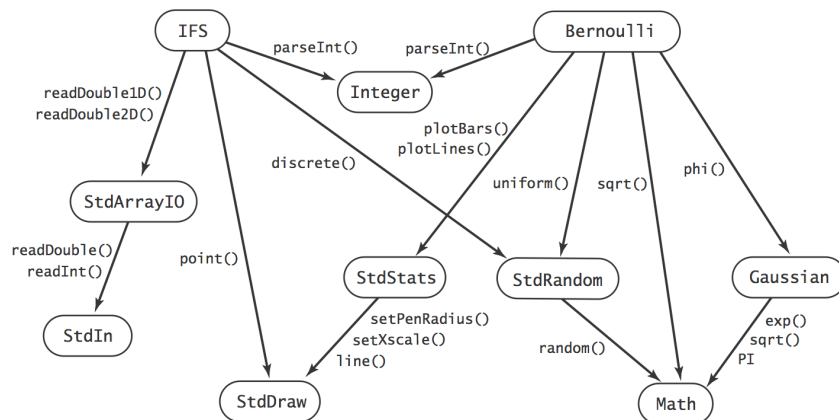 IFS
Bernoulli
parseInt()
parseInt()
Integer
readDouble1D()
readDouble2D()
plotBars()
plotLines()
discrete()
uniform()
sqrt()
phi()
StdArrayIO
readDouble()
readInt()
point()
StdStats
StdRandom
Gaussian
StdIn
setPenRadius()
setXscale()
line()
random()
exp()
sqrt()
PI
StdDraw
Math